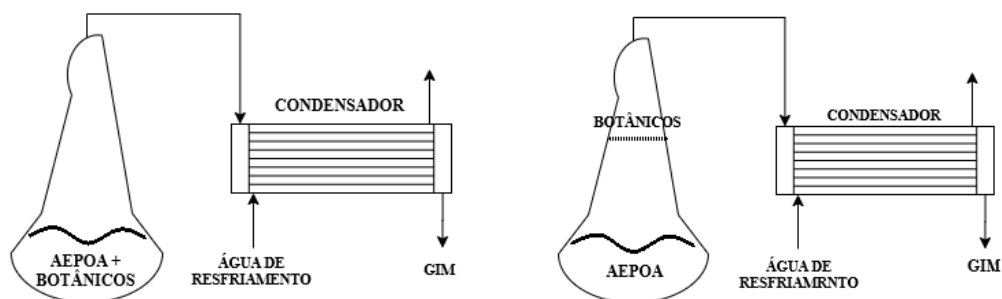 CONDENSADOR
AEPOA +
BOTÂNICOS
ÁGUA DE
RESFRIAMENTO
GIM
BOTÂNICOS
CONDENSADOR
AEPOA
ÁGUA DE
RESFRIAMRNTO
GIM